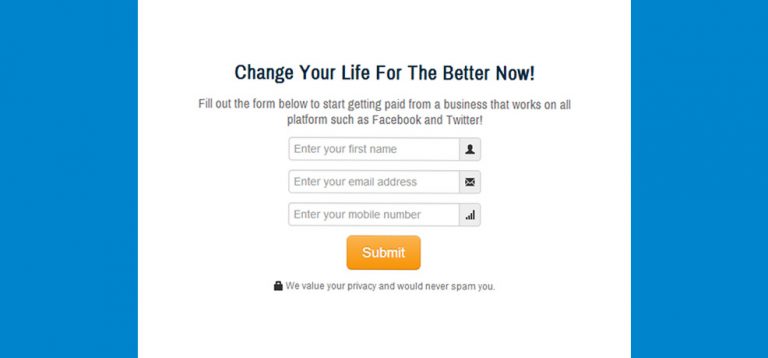 Change Your Life For The Better Now!
Fill out the form below to start getting paid from a business that works on all
platform such as Facebook and Twitter!
Enter your first name
Enter your email address
Enter your mobile number
Submit
We value your privacy and would never spam you.